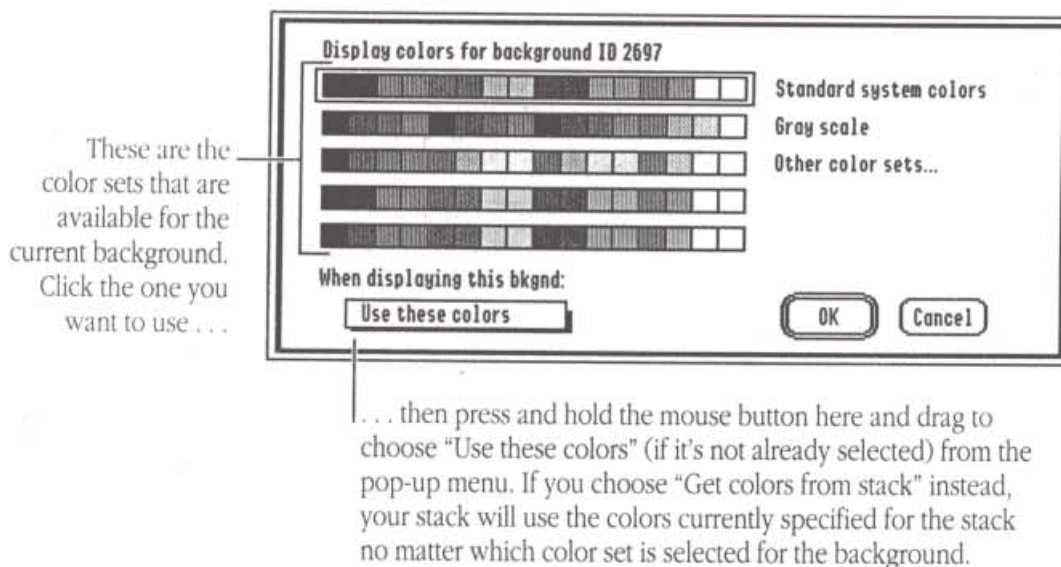 Display colors for background ID 2697
Standard system colors
Gray scale
Other color sets...
These are the
color sets that are
available for the
current background.
Click the one you
want to use . . .
When displaying this bkgnd:
Use these colors
OK
Cancel
. . . then press and hold the mouse button here and drag to
choose “Use these colors” (if it's not already selected) from the
pop-up menu. If you choose “Get colors from stack” instead,
your stack will use the colors currently specified for the stack
no matter which color set is selected for the background.